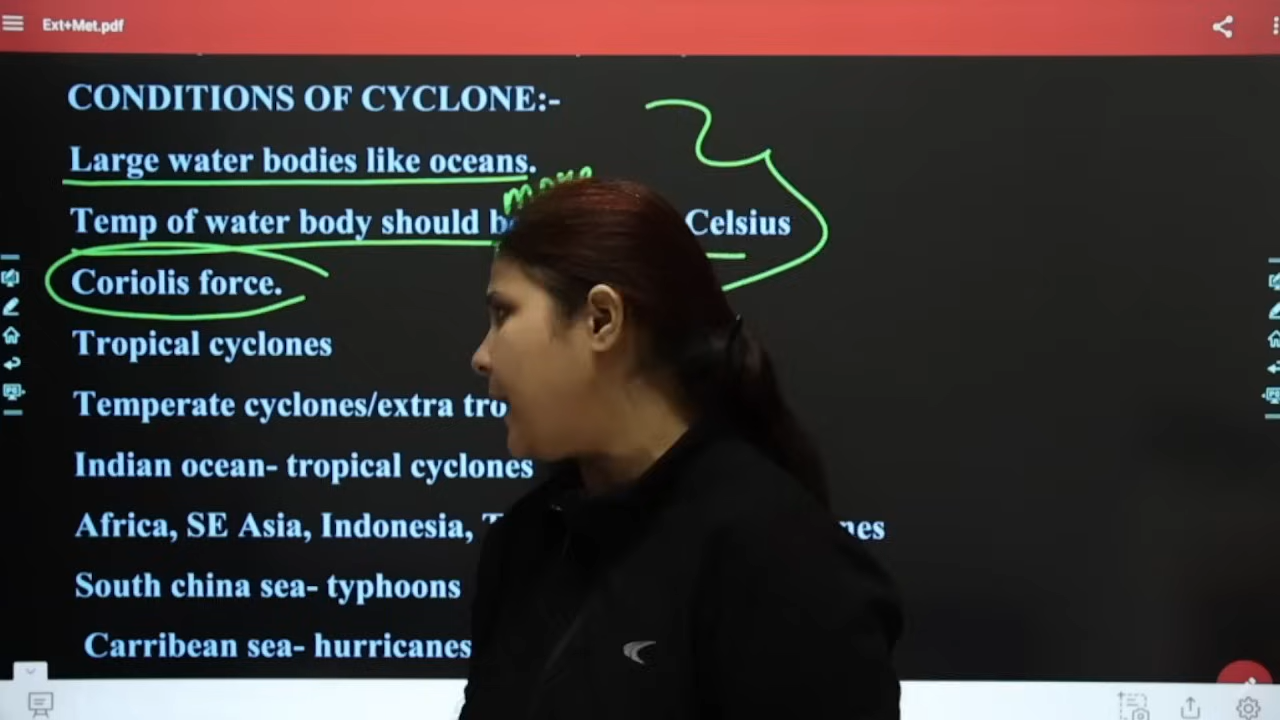 Ext+Met.pdf
CONDITIONS OF CYCLONE:-
Large water bodies like oceans.
more
Temp of water body should Celsius
Coriolis force.
Tropical cyclones
Temperate cyclones/extra
Indian ocean- tropical cyclones
Africa, SE Asia, Indonesia,
South china sea- typhoons
Carribean sea- hurricanes